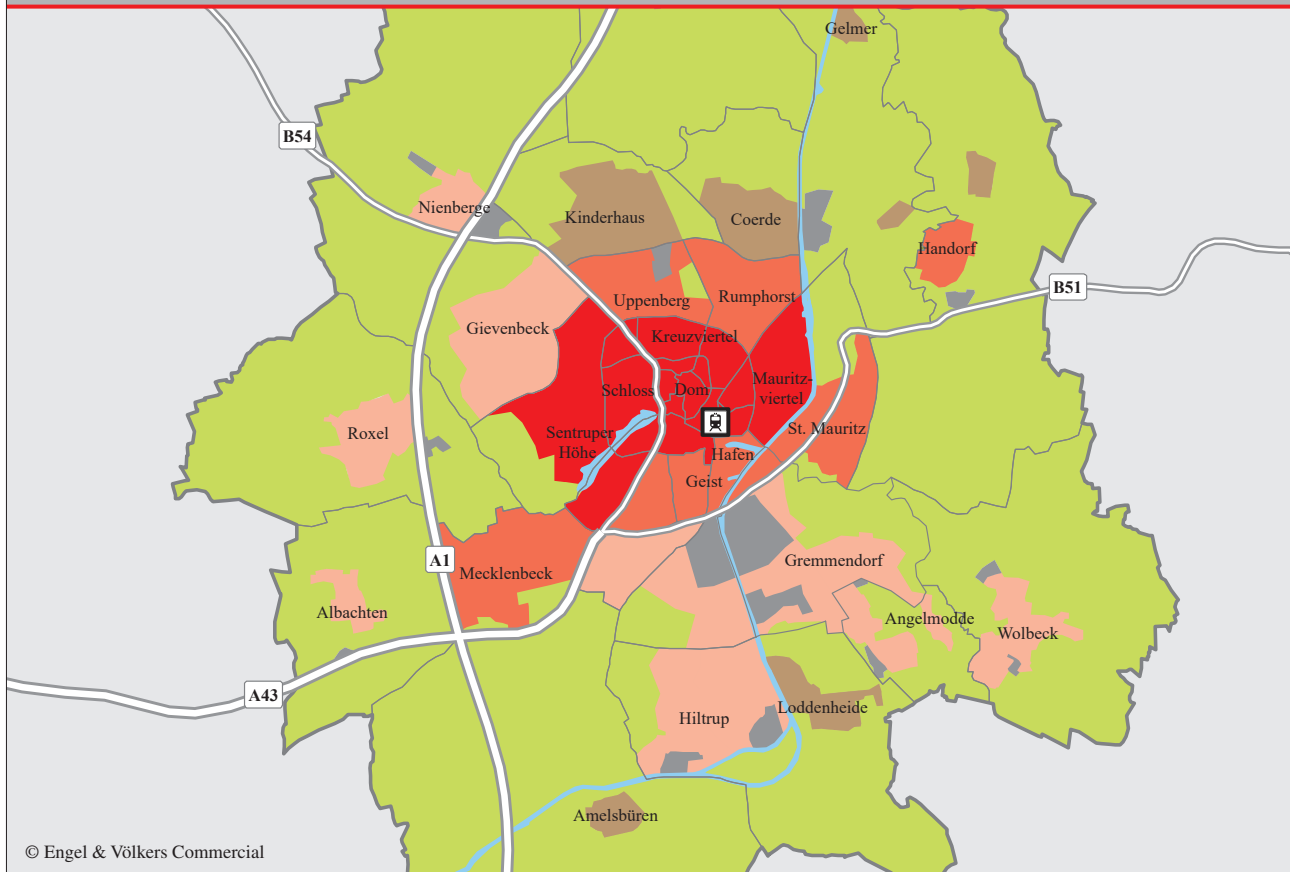 Gelmer
B54
Nienberge
Kinderhaus
Coerde
Handorf
B51
Uppenberg
Rumphorst
Gievenbeck
Kreuzviertel
Schloss
Dom
Mauritz-
viertel
Roxel
Sentruper
Höhe
Hafen
St. Mauritz
Geist
A1
Mecklenbeck
Gremmendorf
Albachten
Angelmodde
Wolbeck
A43
Hiltrup
Loddenheide
Amelsbüren
© Engel & Völkers Commercial